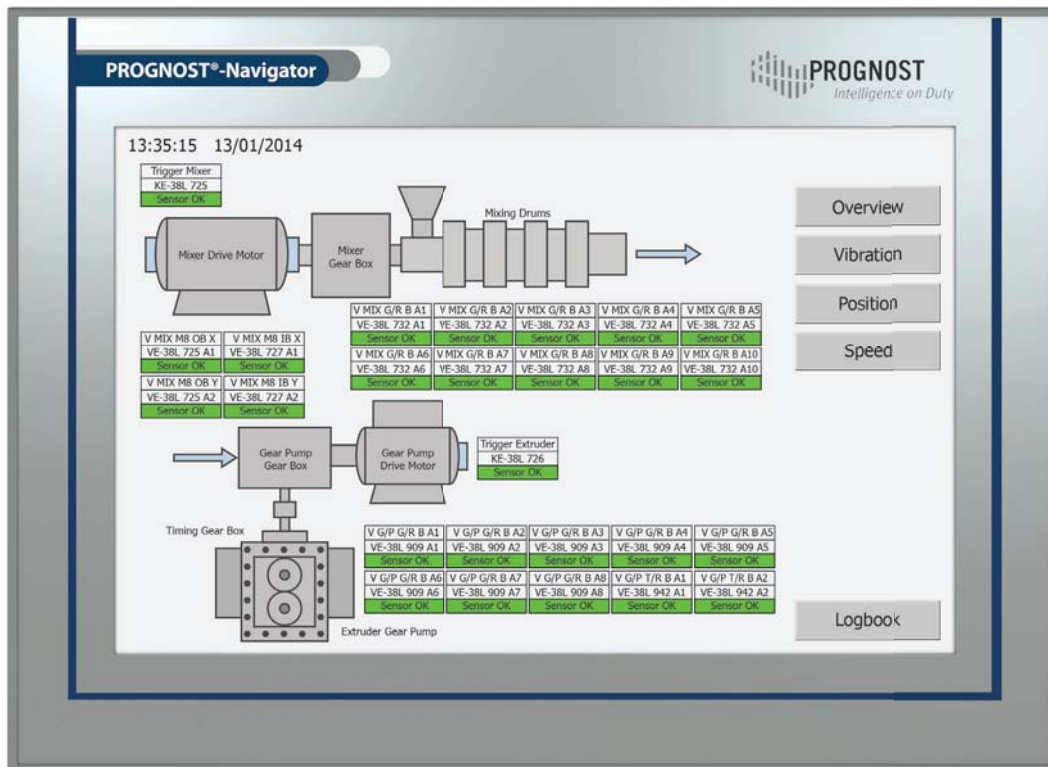 PROGNOST®-Navigator
PROGNOST
Intelligence on Duty
13:35:15 13/01/2014
Trigger Mixer
KE-38L 725
Sensor OK
Mixer Drive Motor
Mixer
Gear Box
Mixing Drums
Overview
Vibration
Position
Speed
V MIX G/R B A1 Y MIX G/R B A2 V MIX G/R B A3 V MIX G/R B A4 V MIX G/R B A5
VE-38L 732 A1 YE-38L 732 A2 VE-38L 732 A3 VE-38L 732 A4 VE-38L 732 A5
Sensor OK Sensor OK Sensor OK Sensor OK Sensor OK
V MIX G/R B A6 V MIX G/R B A7 V MIX G/R B A8 V MIX G/R B A9 V MIX G/R B A10
VE-38L 732 A6 YE-38L 732 A7 VE-38L 732 A8 VE-38L 732 A9 VE-38L 732 A10
Sensor OK Sensor OK Sensor OK Sensor OK Sensor OK
V MIX M8 OB X V MIX M8 IB X
VE-38L 725 A1 VE-38L 727 A1
Sensor OK Sensor OK
V MIX M8 OB Y V MIX M8 IB Y
VE-38L 725 A2 VE-38L 727 A2
Sensor OK Sensor OK
Gear Pump
Gear Box
Gear Pump
Drive Motor
Trigger Extruder
KE-38L 726
Sensor OK
Timing Gear Box
V G/P G/R B A1 V G/P G/R B A2 V G/P G/R B A3 V G/P G/R B A4 V G/P G/R B A5
VE-38L 909 A1 VE-38L 909 A2 VE-38L 909 A3 VE-38L 909 A4 VE-38L 909 A5
Sensor OK Sensor OK Sensor OK Sensor OK Sensor OK
V G/P G/R B A6 V G/P G/R B A7 V G/P G/R B A8 V G/P T/R B A1 V G/P T/R B A2
VE-38L 909 A6 VE-38L 909 A7 VE-38L 909 A8 VE-38L 942 A1 VE-38L 942 A2
Sensor OK Sensor OK Sensor OK Sensor OK Sensor OK
Extruder Gear Pump
Logbook